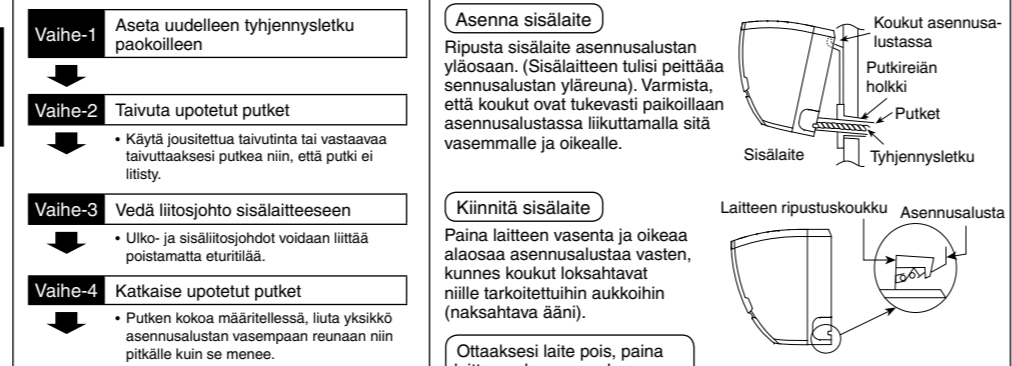 Vaihe-1
Aseta uudelleen tyhjennysletku
paokoilleen
Vaihe-2
Taivuta upotetut putket
• Käytä jousitettua taivutinta tai vastaavaa
taivuttaaksesi putkea niin, että putki ei
litisty.
Vaihe-3
Vedä liitosjohto sisälaitteeseen
• Ulko- ja sisäliitosjohdot voidaan liittää
poistamatta eturitilää.
Vaihe-4
Katkaise upotetut putket
• Putken kokoa määritellessä, liuta yksikkö
asennusalustan vasempaan reunaan niin
pitkälle kuin se menee.
Asenna sisälaite
Ripusta sisälaite asennusalustan
yläosaan. (Sisälaitteen tulisi peittääa
sennusalustan yläreuna). Varmista,
että koukut ovat tukevasti paikoillaan
asennusalustassa liikuttamalla sitä
vasemmalle ja oikealle.
Koukut asennusa-
lustassa
Putkireiän
holkki
Putket
Tyhjennysletku
Sisälaite
Kiinnitä sisälaite
Paina laitteen vasenta ja oikeaa
alaosaa asennusalustaa vasten,
kunnes koukut loksahtavat
niille tarkoitettuihin aukkoihin
(naksahtava ääni).
Laitteen ripustuskoukku
Asennusalusta
Ottaaksesi laite pois, paina